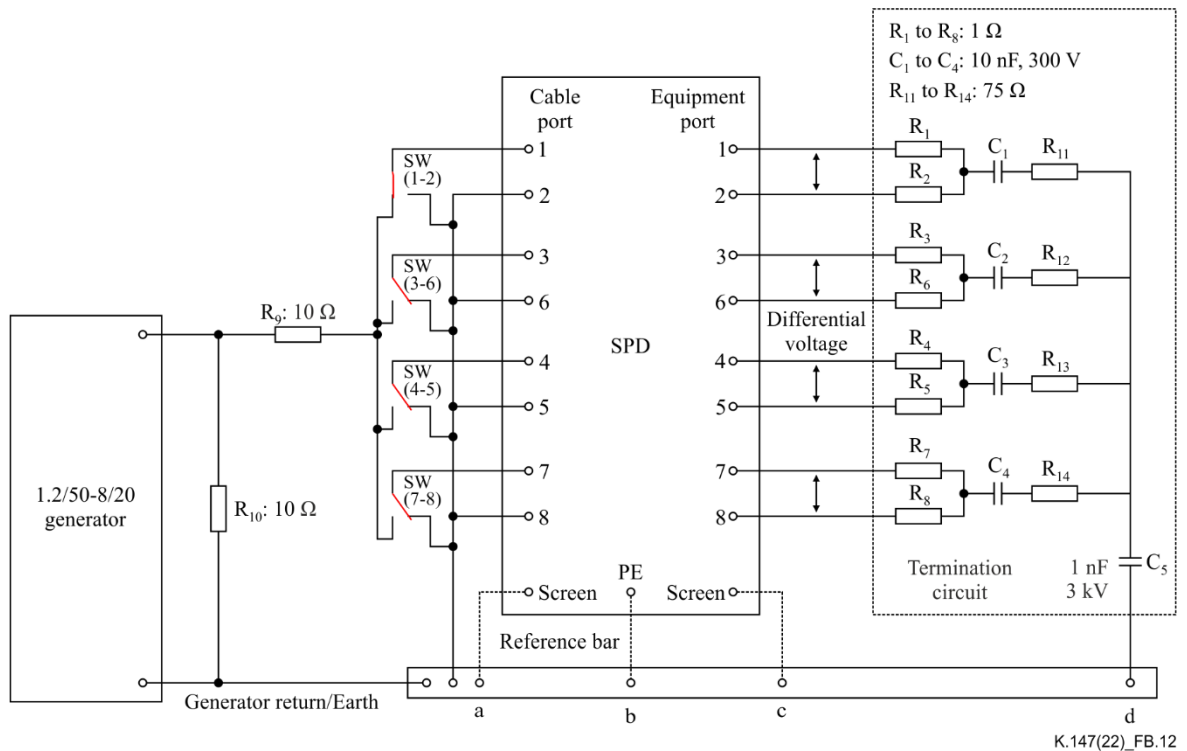 R1 to R8: 1 Ω
C1 to C4: 10 nF, 300 V
R11 to R14: 75 Ω
Cable
port
Equipment
port
SW
(1-2)
1
2
1
2
R1
R2
C1
R11
SW
(3-6)
3
6
3
6
R3
R6
C2
R12
R9: 10 Ω
SPD
Differential
voltage
SW
(4-5)
4
5
4
5
R4
R5
C3
R13
1.2/50-8/20
generator
R10: 10 Ω
SW
(7-8)
7
8
7
8
R7
R8
C4
R14
Termination
circuit
1 nF
3 kV
C5
Screen
PE
Screen
Reference bar
Generator return/Earth
a
b
c
d
K.147(22)_FB.12